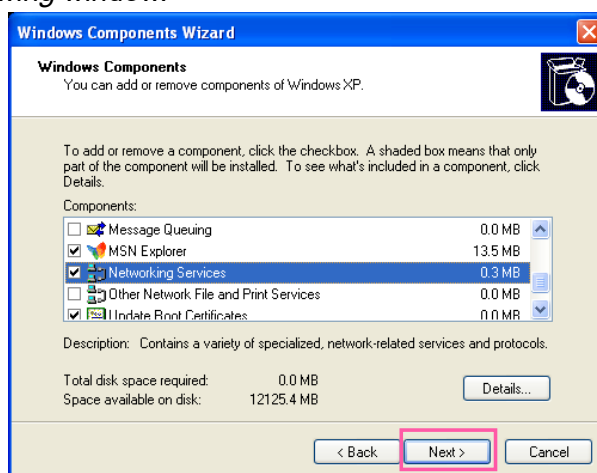 Windows Components Wizard
Windows Components
You can add or remove components of Windows XP.
To add or remove a component, click the checkbox. A shaded box means that only
part of the component will be installed. To see what's included in a component, click
Details.
Components:
Message Queuing 0.0 MB
MSN Explorer 13.5 MB
Networking Services 0.3 MB
Other Network File and Print Services 0.0 MB
Update Root Certificates 0.0 MB
Description: Contains a variety of specialized, network-related services and protocols.
Total disk space required: 0.0 MB
Details...
Space available on disk: 12125.4 MB
< Back Next > Cancel